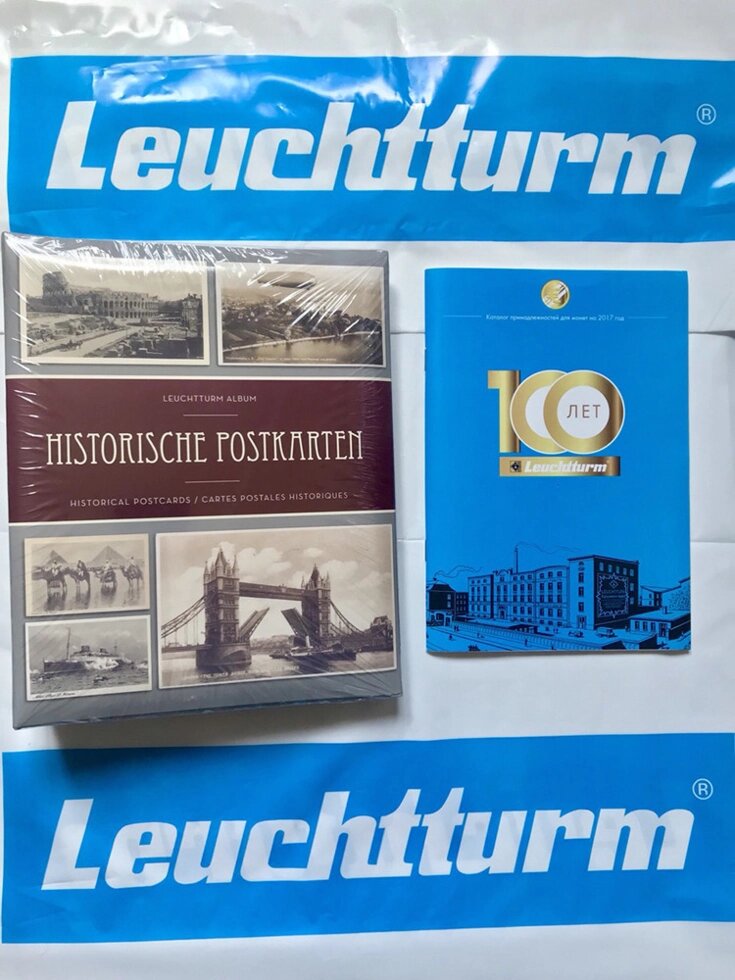 Leuchtturm®
LEUCHTTURM ALBUM
HISTORISCHE POSTKARTEN
HISTORICAL POSTCARDS / CARTES POSTALES HISTORIQUES
Каталог принадлежностей для монет на 2017 год
100 ЛЕТ
Leuchtturm
Leuchtturm®